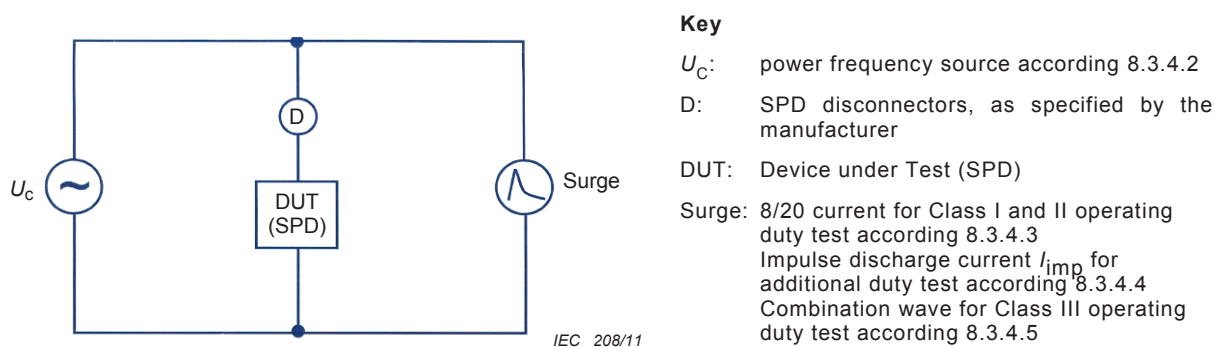 U_c
~
D
DUT
(SPD)
Surge
IEC 208/11
Key
U_C: power frequency source according 8.3.4.2
D: SPD disconnectors, as specified by the
manufacturer
DUT: Device under Test (SPD)
Surge: 8/20 current for Class I and II operating
duty test according 8.3.4.3
Impulse discharge current I_imp for
additional duty test according 8.3.4.4
Combination wave for Class III operating
duty test according 8.3.4.5